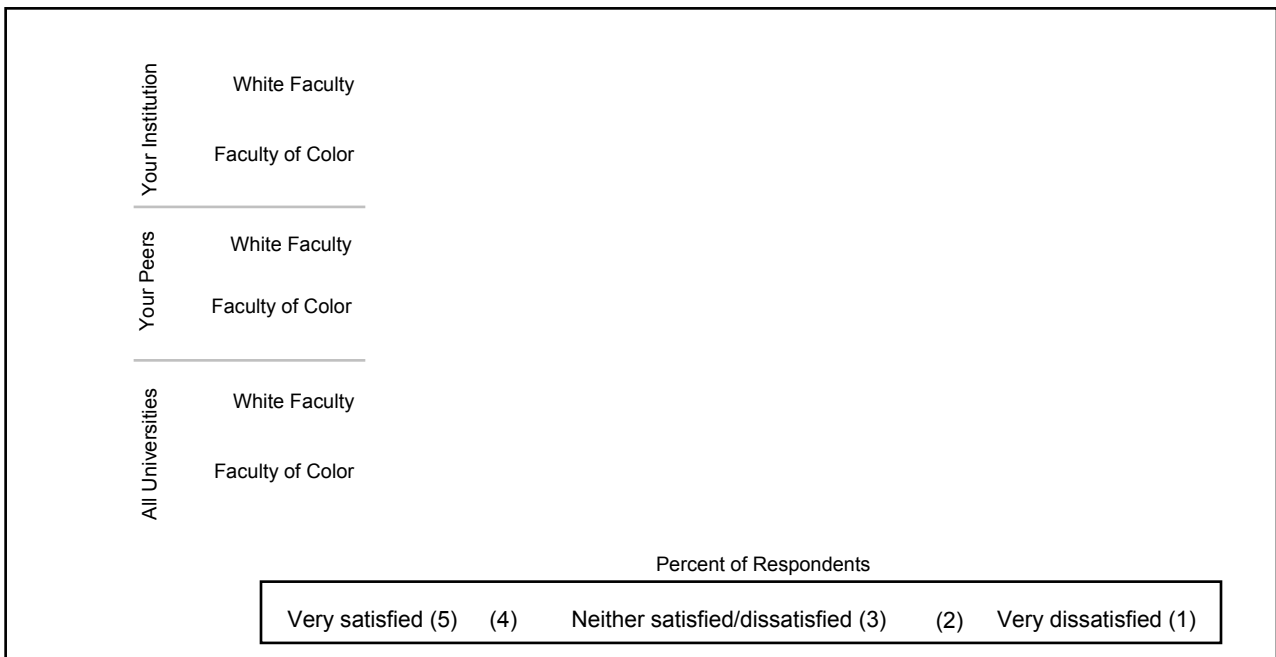 Your Institution
White Faculty
Faculty of Color
Your Peers
White Faculty
Faculty of Color
All Universities
White Faculty
Faculty of Color
Percent of Respondents
Very satisfied (5) (4) Neither satisfied/dissatisfied (3) (2) Very dissatisfied (1)